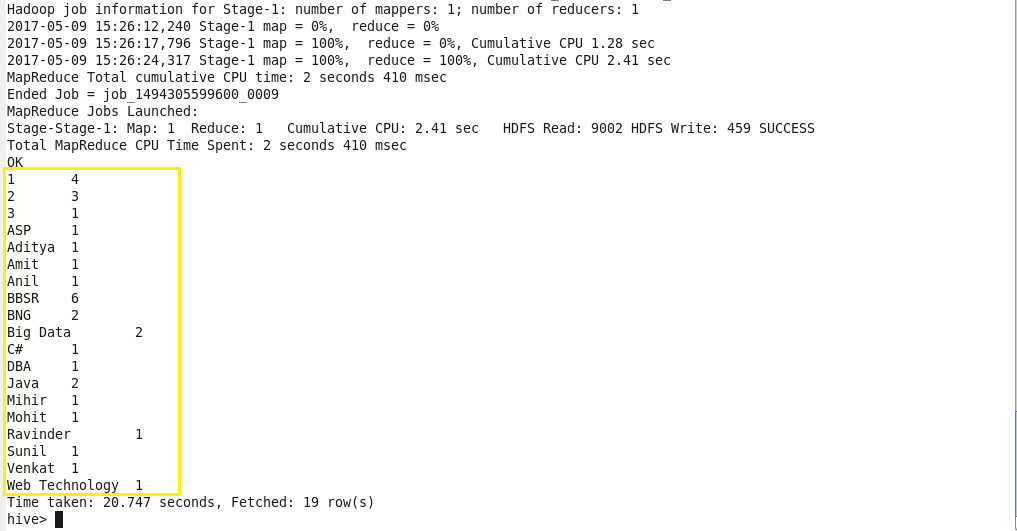 Hadoop job information for Stage-1: number of mappers: 1; number of reducers: 1
2017-05-09 15:26:12,240 Stage-1 map = 0%,  reduce = 0%
2017-05-09 15:26:17,796 Stage-1 map = 100%,  reduce = 0%, Cumulative CPU 1.28 sec
2017-05-09 15:26:24,317 Stage-1 map = 100%,  reduce = 100%, Cumulative CPU 2.41 sec
MapReduce Total cumulative CPU time: 2 seconds 410 msec
Ended Job = job_1494305599600_0009
MapReduce Jobs Launched:
Stage-Stage-1: Map: 1  Reduce: 1   Cumulative CPU: 2.41 sec   HDFS Read: 9002 HDFS Write: 459 SUCCESS
Total MapReduce CPU Time Spent: 2 seconds 410 msec
OK
1       4
2       3
3       1
ASP     1
Aditya  1
Amit    1
Anil    1
BBSR    6
BNG     2
Big Data        2
C#      1
DBA     1
Java    2
Mihir   1
Mohit   1
Ravinder        1
Sunil   1
Venkat  1
Web Technology  1
Time taken: 20.747 seconds, Fetched: 19 row(s)
hive>